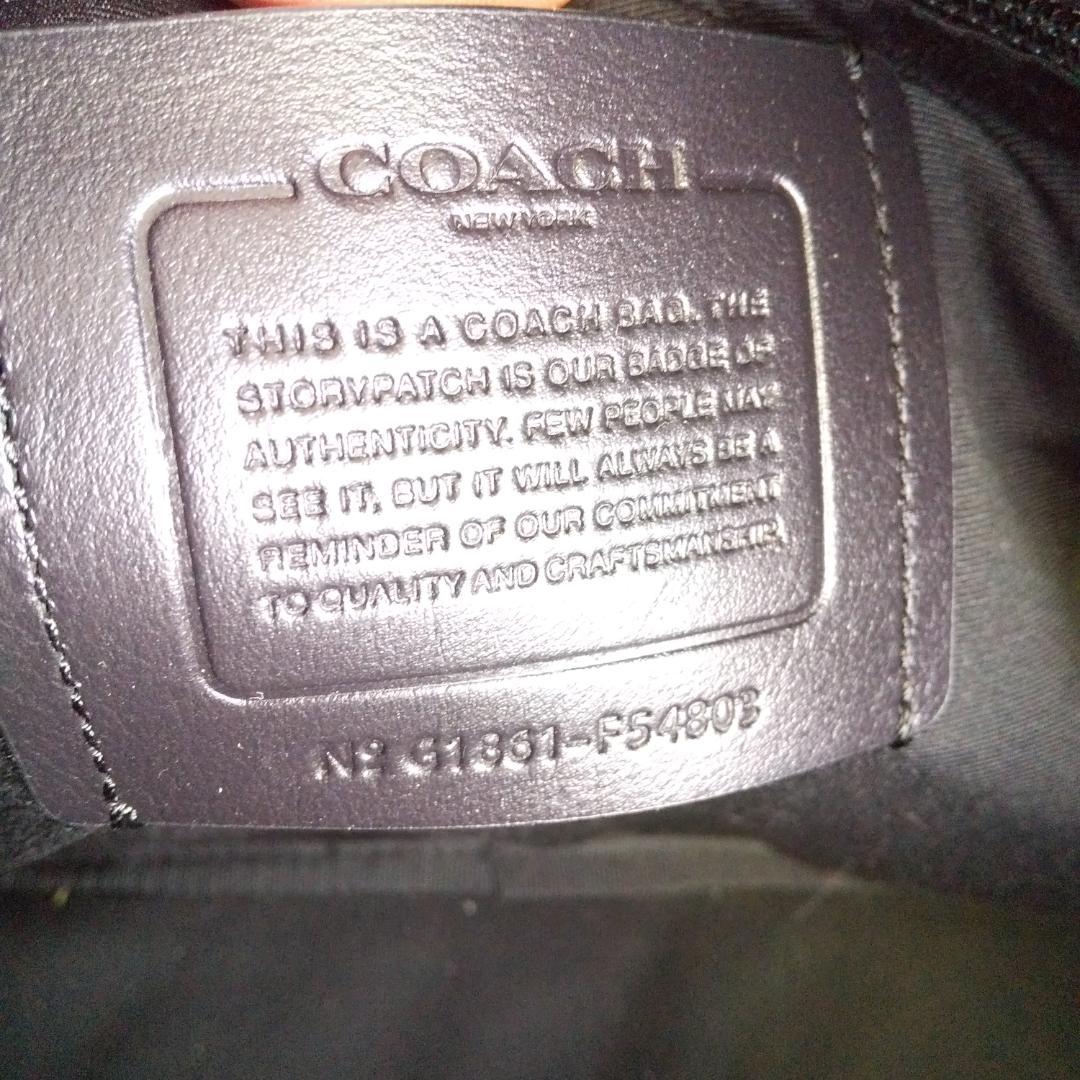 COACH
NEW YORK
THIS IS A COACH BAG. THE
STORYPATCH IS OUR BADGE OF
AUTHENTICITY. FEW PEOPLE MAY
SEE IT, BUT IT WILL ALWAYS BE A
REMINDER OF OUR COMMITMENT
TO QUALITY AND CRAFTSMANSHIP.
Nº G1861-F54803